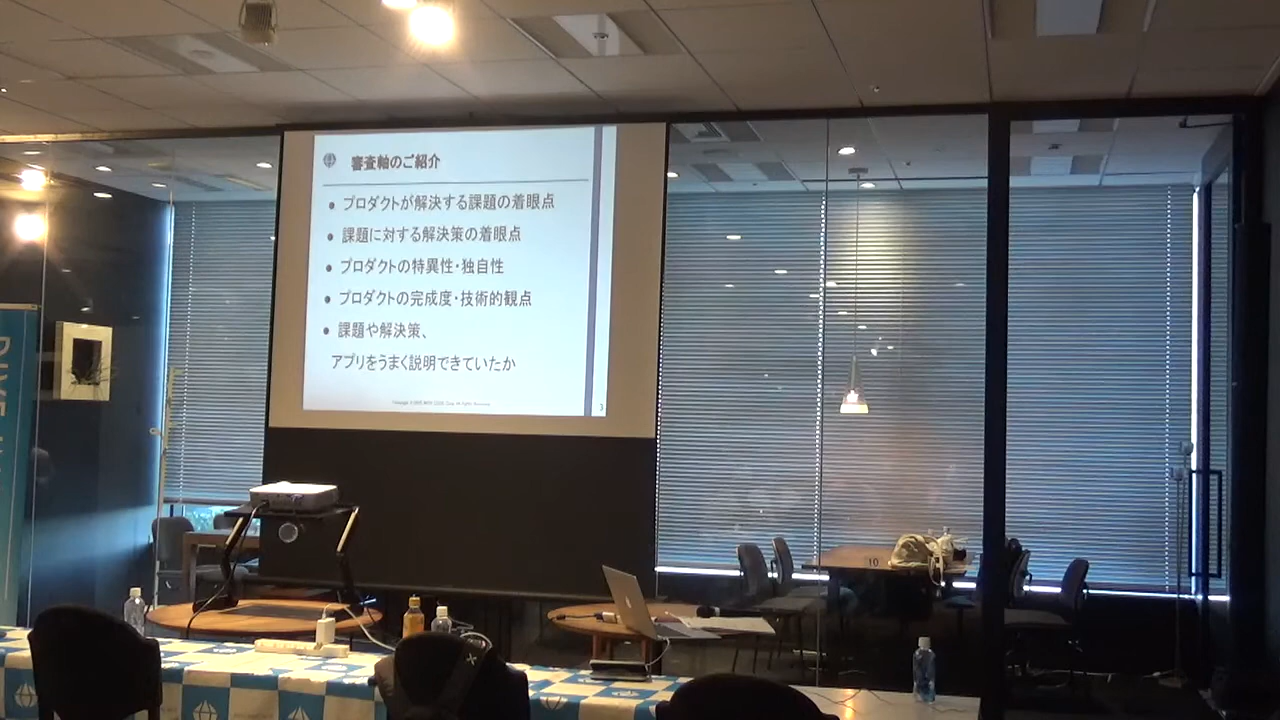 審査軸のご紹介
● プロダクトが解決する課題の着眼点
● 課題に対する解決策の着眼点
● プロダクトの特異性・独自性
● プロダクトの完成度・技術的観点
● 課題や解決策、
アプリをうまく説明できていたか
3
10